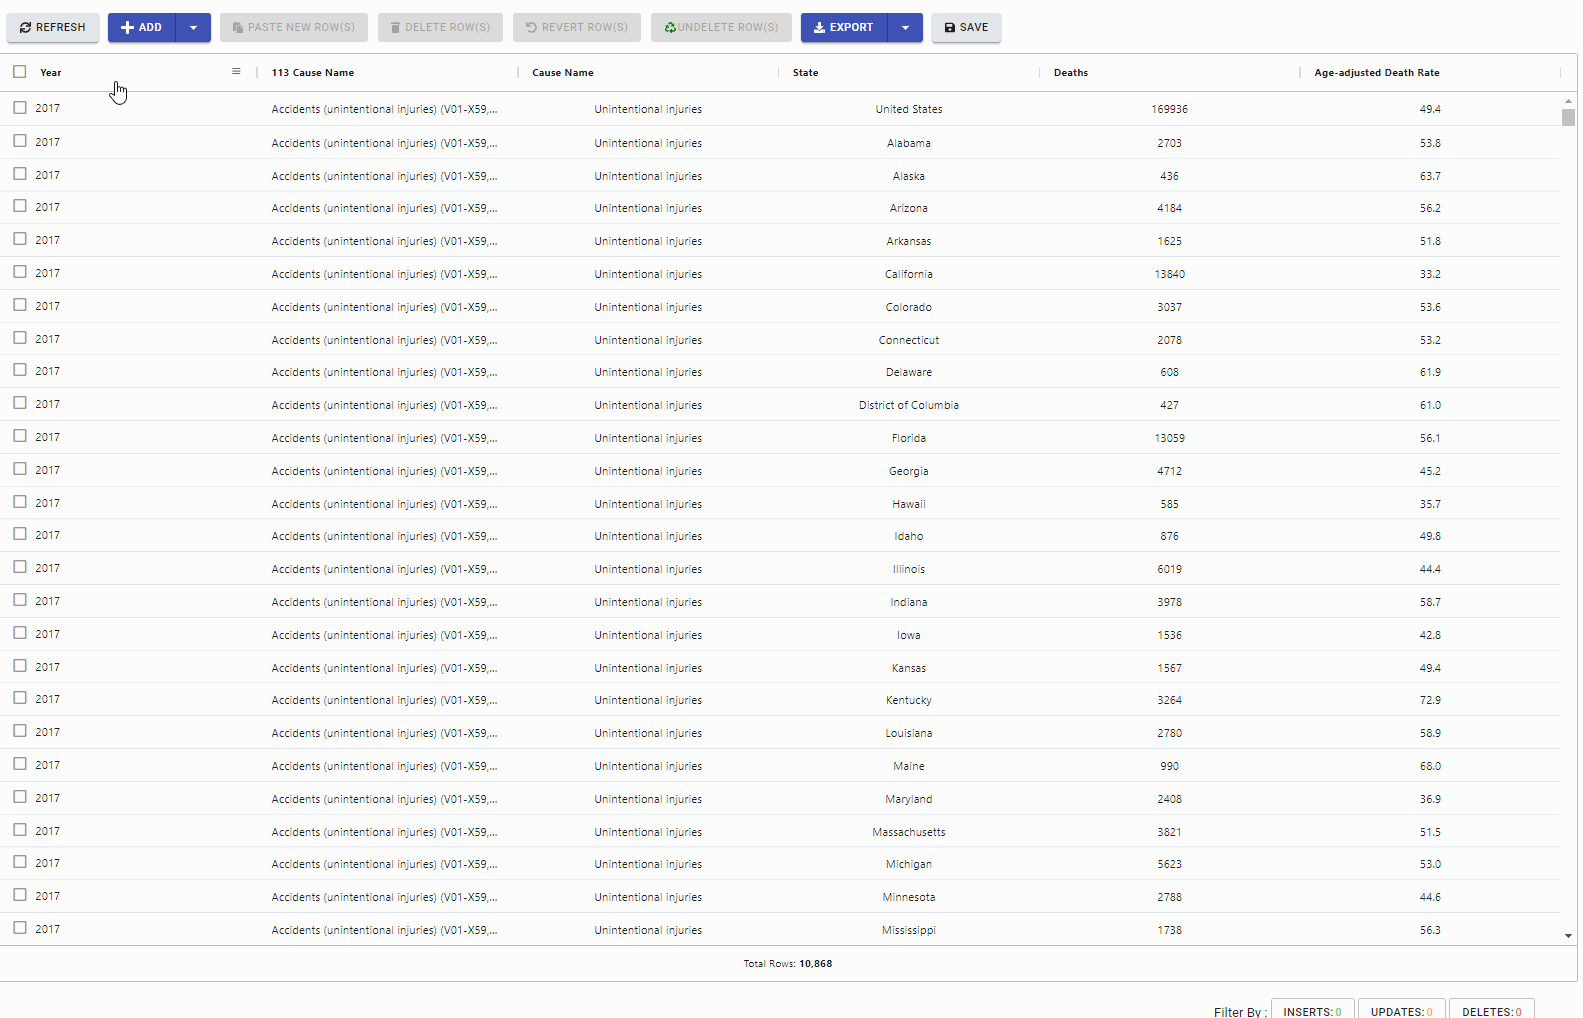 REFRESH ADD PASTE NEW ROW(S) DELETE ROW(S) REVERT ROW(S) UNDELETE ROW(S) EXPORT SAVE
Year 113 Cause Name Cause Name State Deaths Age-adjusted Death Rate
2017 Accidents (unintentional injuries) (V01-X59,... Unintentional injuries United States 169936 49.4
2017 Accidents (unintentional injuries) (V01-X59,... Unintentional injuries Alabama 2703 53.8
2017 Accidents (unintentional injuries) (V01-X59,... Unintentional injuries Alaska 436 63.7
2017 Accidents (unintentional injuries) (V01-X59,... Unintentional injuries Arizona 4184 56.2
2017 Accidents (unintentional injuries) (V01-X59,... Unintentional injuries Arkansas 1625 51.8
2017 Accidents (unintentional injuries) (V01-X59,... Unintentional injuries California 13840 33.2
2017 Accidents (unintentional injuries) (V01-X59,... Unintentional injuries Colorado 3037 53.6
2017 Accidents (unintentional injuries) (V01-X59,... Unintentional injuries Connecticut 2078 53.2
2017 Accidents (unintentional injuries) (V01-X59,... Unintentional injuries Delaware 608 61.9
2017 Accidents (unintentional injuries) (V01-X59,... Unintentional injuries District of Columbia 427 61.0
2017 Accidents (unintentional injuries) (V01-X59,... Unintentional injuries Florida 13059 56.1
2017 Accidents (unintentional injuries) (V01-X59,... Unintentional injuries Georgia 4712 45.2
2017 Accidents (unintentional injuries) (V01-X59,... Unintentional injuries Hawaii 585 35.7
2017 Accidents (unintentional injuries) (V01-X59,... Unintentional injuries Idaho 876 49.8
2017 Accidents (unintentional injuries) (V01-X59,... Unintentional injuries Illinois 6019 44.4
2017 Accidents (unintentional injuries) (V01-X59,... Unintentional injuries Indiana 3978 58.7
2017 Accidents (unintentional injuries) (V01-X59,... Unintentional injuries Iowa 1536 42.8
2017 Accidents (unintentional injuries) (V01-X59,... Unintentional injuries Kansas 1567 49.4
2017 Accidents (unintentional injuries) (V01-X59,... Unintentional injuries Kentucky 3264 72.9
2017 Accidents (unintentional injuries) (V01-X59,... Unintentional injuries Louisiana 2780 58.9
2017 Accidents (unintentional injuries) (V01-X59,... Unintentional injuries Maine 990 68.0
2017 Accidents (unintentional injuries) (V01-X59,... Unintentional injuries Maryland 2408 36.9
2017 Accidents (unintentional injuries) (V01-X59,... Unintentional injuries Massachusetts 3821 51.5
2017 Accidents (unintentional injuries) (V01-X59,... Unintentional injuries Michigan 5623 53.0
2017 Accidents (unintentional injuries) (V01-X59,... Unintentional injuries Minnesota 2788 44.6
2017 Accidents (unintentional injuries) (V01-X59,... Unintentional injuries Mississippi 1738 56.3
Total Rows: 10,868
Filter By : INSERTS:0 UPDATES:0 DELETES:0